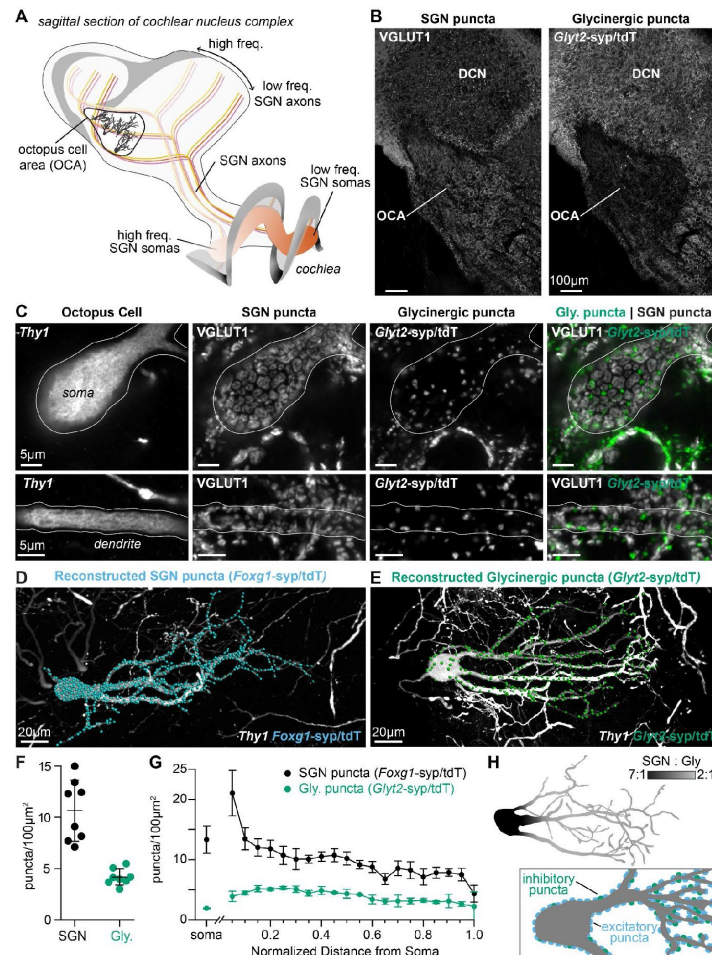 A
sagittal section of cochlear nucleus complex
high freq.
low freq.
SGN axons
octopus cell
area (OCA)
SGN axons
low freq.
SGN somas
high freq.
SGN somas
cochlea
B
SGN puncta
Glycinergic puncta
VGLUT1
Glyt2-syp/tdT
DCN
DCN
OCA
OCA
100µm
C
Octopus Cell
SGN puncta
Glycinergic puncta
Gly. puncta | SGN puncta
Thy1
VGLUT1
Glyt2-syp/tdT
VGLUT1 Glyt2-syp/tdT
soma
5µm
Thy1
VGLUT1
Glyt2-syp/tdT
VGLUT1 Glyt2-syp/tdT
5µm
dendrite
D
Reconstructed SGN puncta (Foxg1-syp/tdT)
20µm
Thy1 Foxg1-syp/tdT
E
Reconstructed Glycinergic puncta (Glyt2-syp/tdT)
20µm
Thy1 Glyt2-syp/tdT
F
puncta/100µm²
15
10
5
0
SGN
Gly.
G
SGN puncta (Foxg1-syp/tdT)
Gly. puncta (Glyt2-syp/tdT)
puncta/100µm²
25
20
10
5
0
soma
0.2
0.4
0.6
0.8
1.0
Normalized Distance from Soma
H
SGN : Gly
7:1
2:1
inhibitory
puncta
excitatory
puncta